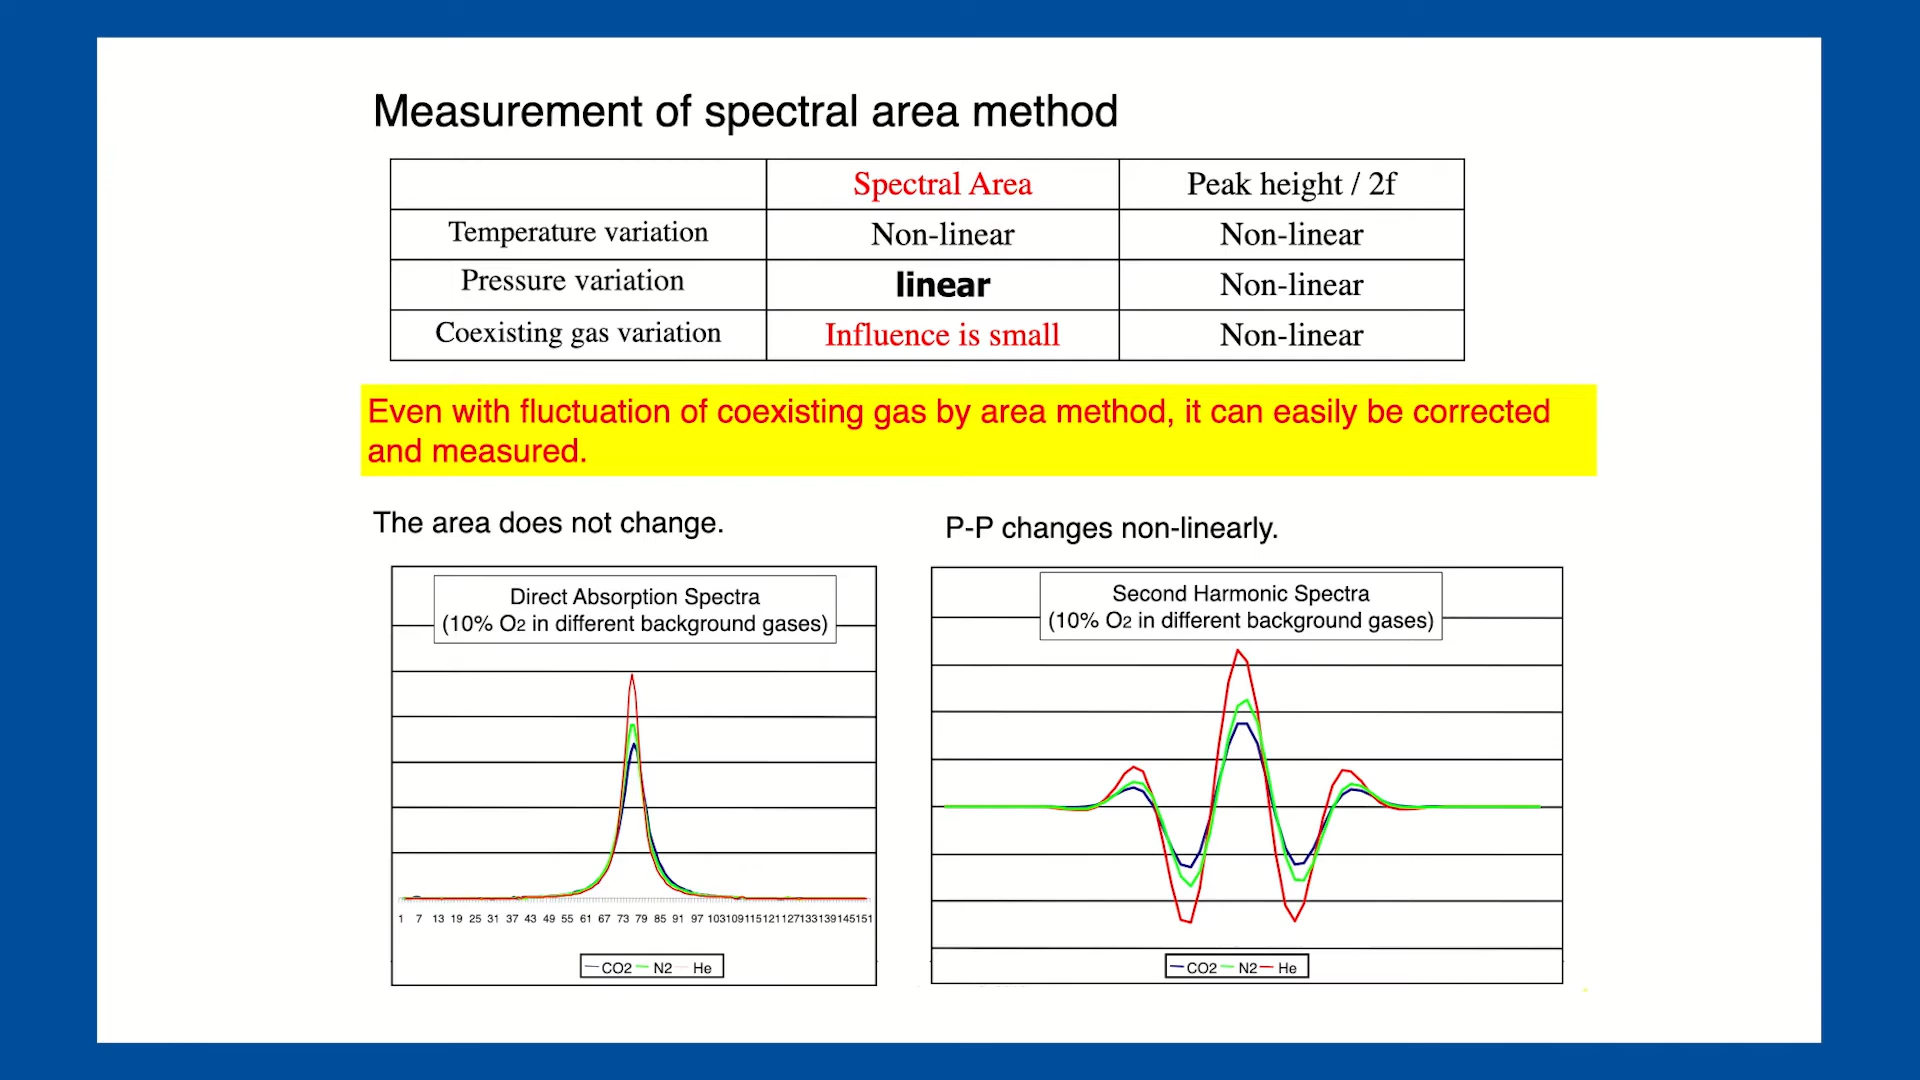 Measurement of spectral area method
Spectral Area Peak height / 2f
Temperature variation Non-linear Non-linear
Pressure variation linear Non-linear
Coexisting gas variation Influence is small Non-linear
Even with fluctuation of coexisting gas by area method, it can easily be corrected
and measured.
The area does not change.
P-P changes non-linearly.
Direct Absorption Spectra
(10% O2 in different background gases)
1 7 13 19 25 31 37 43 49 55 61 67 73 79 85 91 97 103109115121127133139145151
CO2 N2 He
Second Harmonic Spectra
(10% O2 in different background gases)
CO2 N2 He